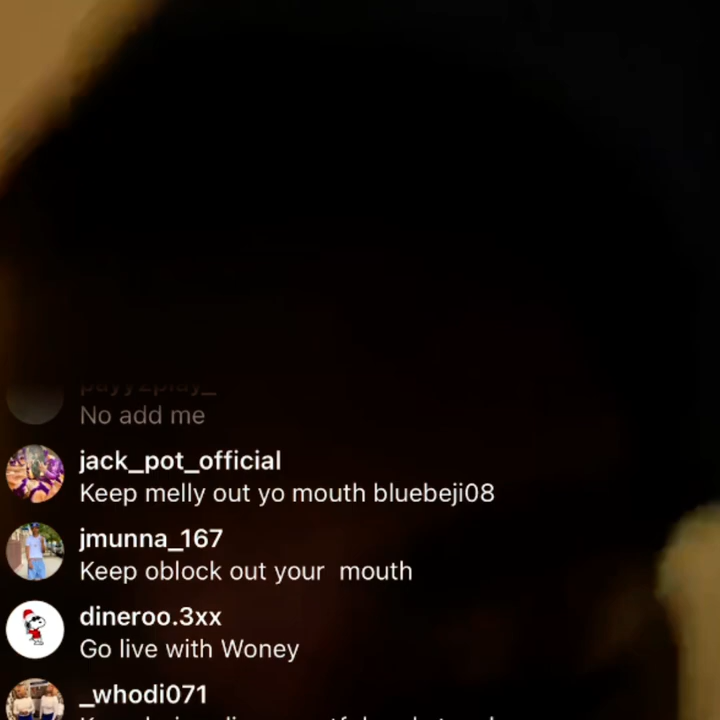 payy2play_
No add me
jack_pot_official
Keep melly out yo mouth bluebeji08
jmunna_167
Keep oblock out your  mouth
dineroo.3xx
Go live with Woney
_whodi071